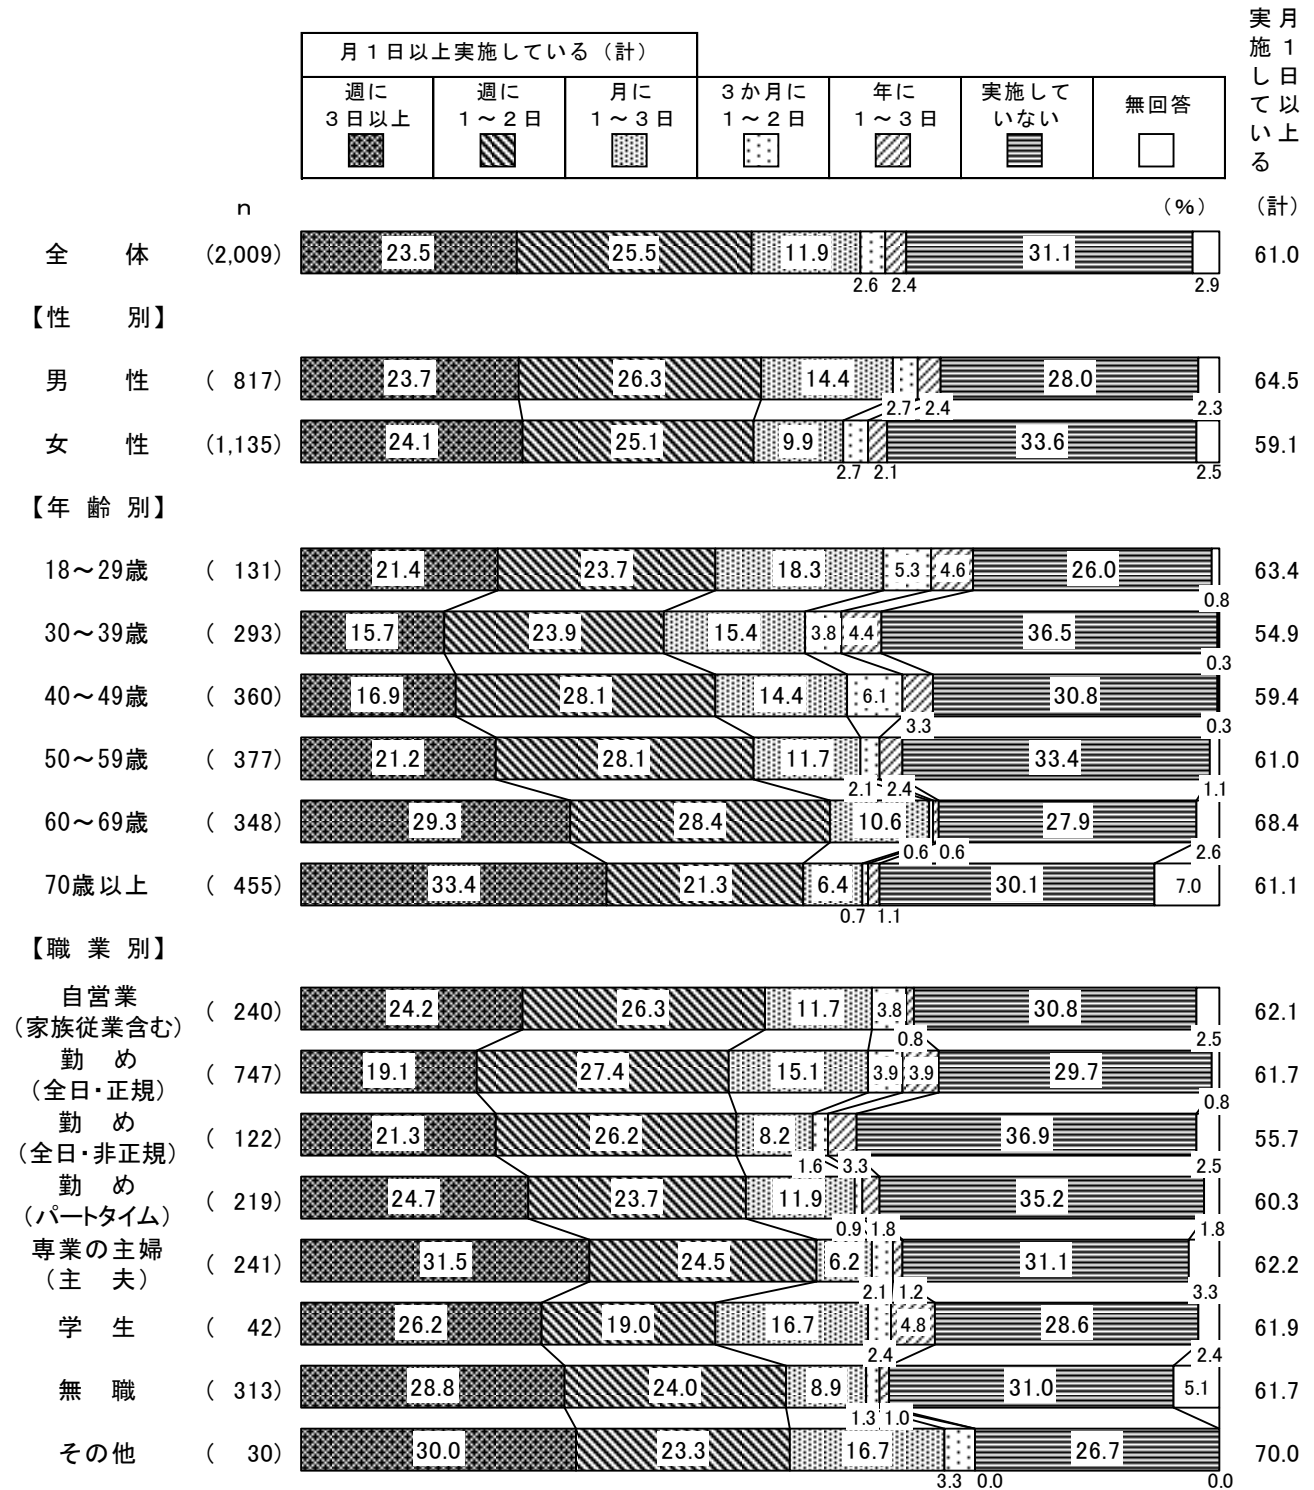 月１日以上実施している（計）
週に
３日以上
週に
１～２日
月に
１～３日
３か月に
１～２日
年に
１～３日
実施して
いない
無回答
月１日以上
実施している
（計）
ｎ
（％）
全　体 (2,009) 23.5 25.5 11.9 31.1 61.0
2.6 2.4 2.9
【性　別】
男　性 ( 817) 23.7 26.3 14.4 28.0 64.5
2.7 2.4 2.3
女　性 (1,135) 24.1 25.1 9.9 33.6 59.1
2.7 2.1 2.5
【年 齢 別】
18～29歳 ( 131) 21.4 23.7 18.3 5.3 4.6 26.0 63.4
0.8
30～39歳 ( 293) 15.7 23.9 15.4 3.8 4.4 36.5 54.9
0.3
40～49歳 ( 360) 16.9 28.1 14.4 6.1 30.8 59.4
3.3 0.3
50～59歳 ( 377) 21.2 28.1 11.7 33.4 61.0
2.1 2.4 1.1
60～69歳 ( 348) 29.3 28.4 10.6 27.9 68.4
0.6 0.6 2.6
70歳以上 ( 455) 33.4 21.3 6.4 30.1 7.0 61.1
0.7 1.1
【職 業 別】
自営業
（家族従業含む） ( 240) 24.2 26.3 11.7 3.8 30.8 62.1
0.8 2.5
勤　め
（全日・正規） ( 747) 19.1 27.4 15.1 3.9 3.9 29.7 61.7
0.8
勤　め
（全日・非正規） ( 122) 21.3 26.2 8.2 36.9 55.7
1.6 3.3 2.5
勤　め
（パートタイム） ( 219) 24.7 23.7 11.9 35.2 60.3
0.9 1.8 1.8
専業の主婦
（主　夫） ( 241) 31.5 24.5 6.2 31.1 62.2
2.1 1.2 3.3
学　生 ( 42) 26.2 19.0 16.7 4.8 28.6 61.9
2.4 2.4
無　職 ( 313) 28.8 24.0 8.9 31.0 5.1 61.7
1.3 1.0
その他 ( 30) 30.0 23.3 16.7 26.7 70.0
3.3 0.0 0.0